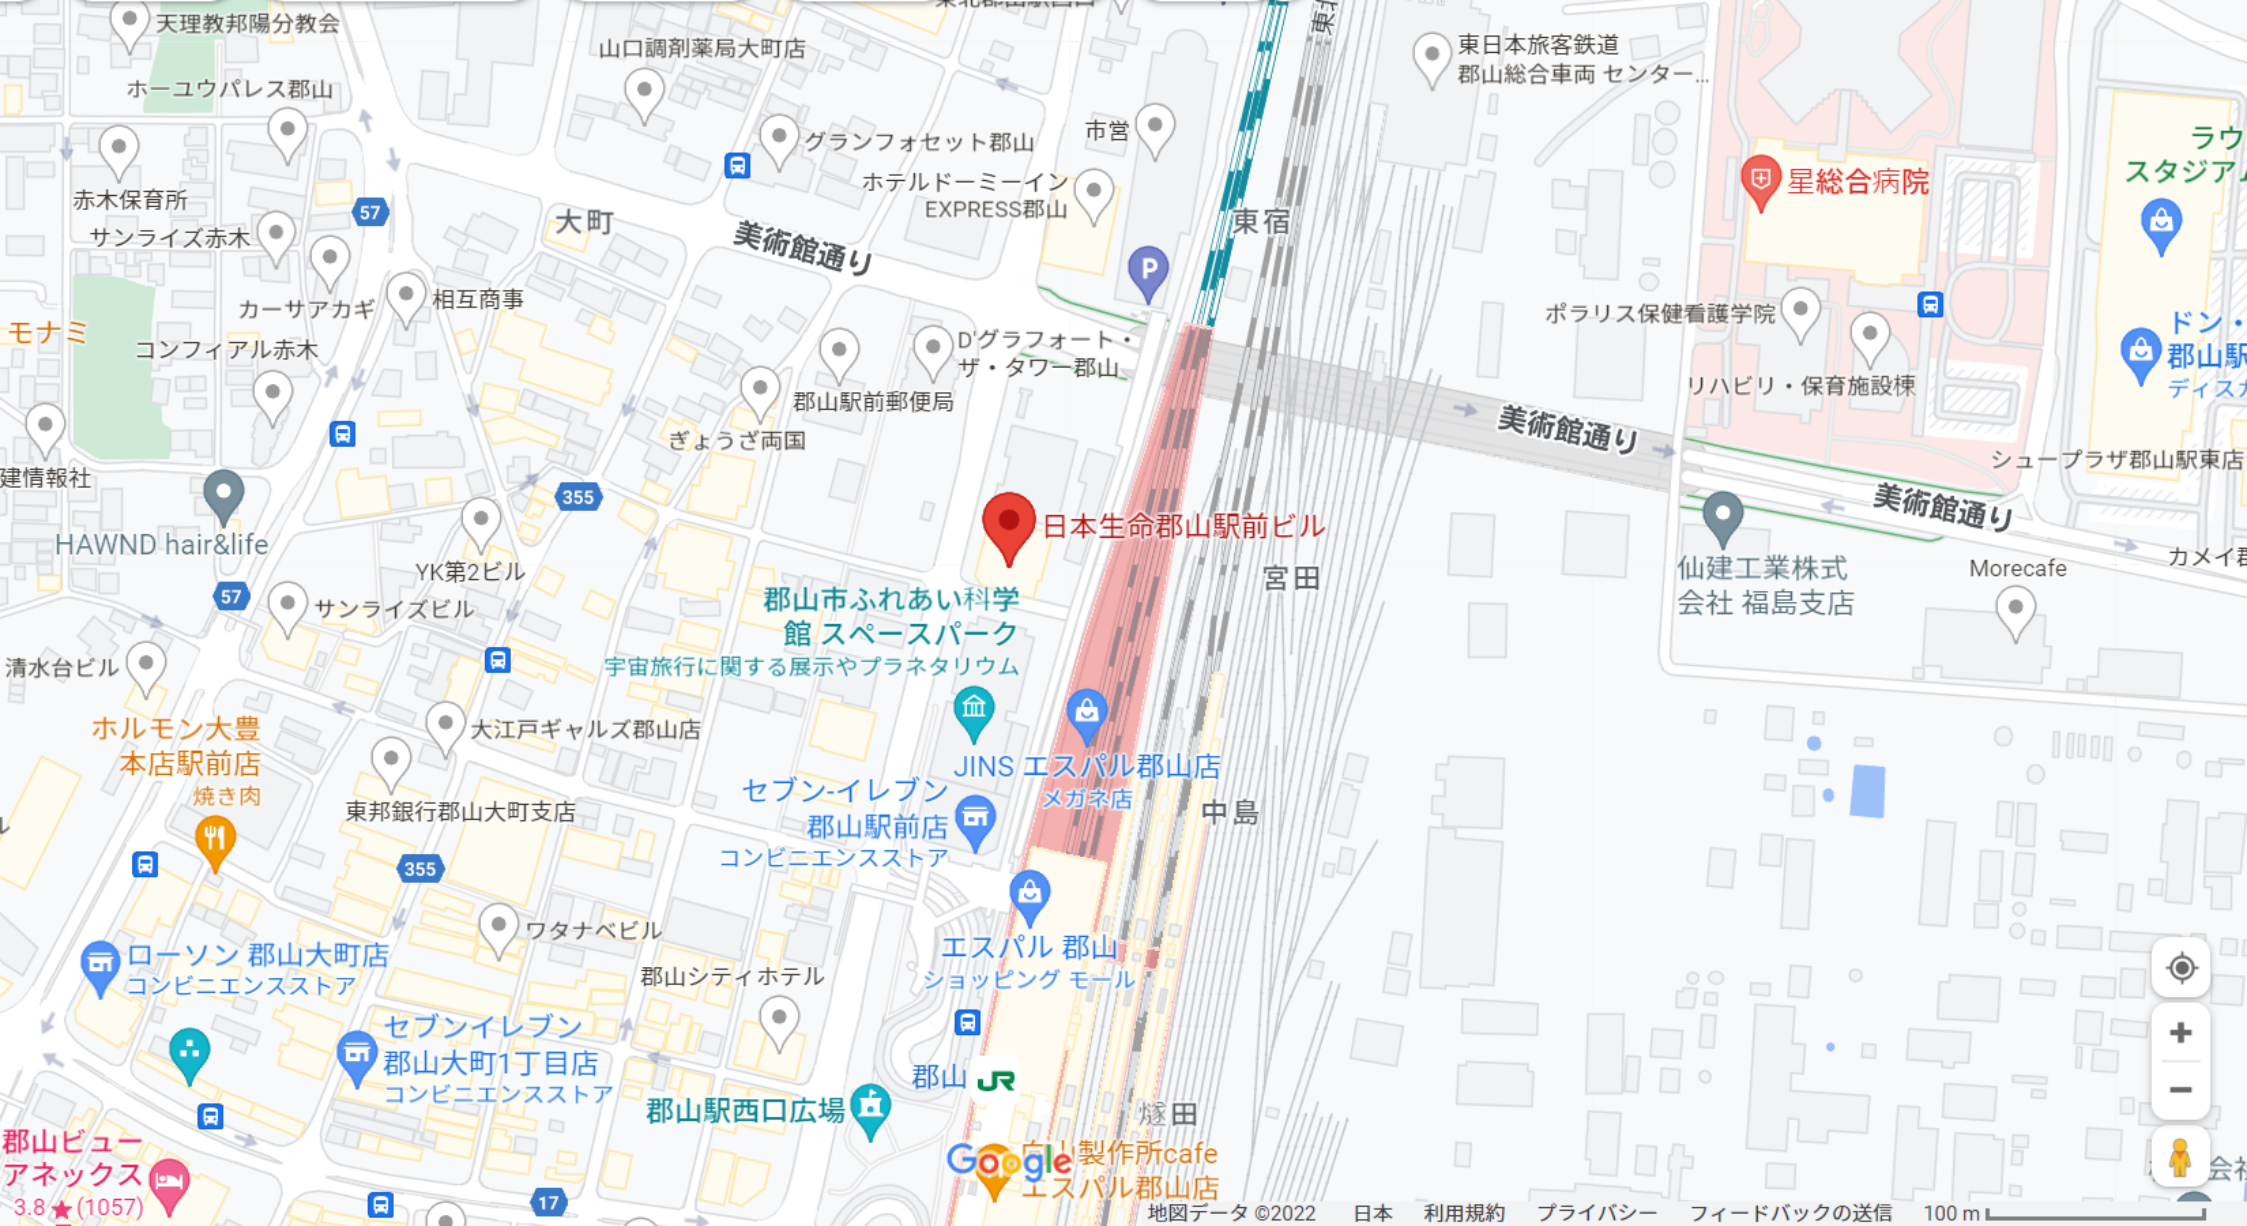 天理教邦陽分教会
ホーユウパレス郡山
赤木保育所
サンライズ赤木
57
カーサアカギ
相互商事
モナミ
コンフィアル赤木
建情報社
HAWND hair&life
57
サンライズビル
YK第2ビル
清水台ビル
355
山口調剤薬局大町店
グランフォセット郡山
大町
美術館通り
ホテルドーミーイン
EXPRESS郡山
市営
P
東宿
東日本旅客鉄道
郡山総合車両 センター...
星総合病院
ラウ
スタジアム
ポラリス保健看護学院
リハビリ・保育施設棟
ドン・
郡山駅
ディスカ
D'グラフォート・
ザ・タワー郡山
郡山駅前郵便局
ぎょうざ両国
美術館通り
シュープラザ郡山駅東店
美術館通り
日本生命郡山駅前ビル
宮田
仙建工業株式
会社 福島支店
Morecafe
カメイ郡
郡山市ふれあい科学
館 スペースパーク
宇宙旅行に関する展示やプラネタリウム
大江戸ギャルズ郡山店
ホルモン大豊
本店駅前店
焼き肉
東邦銀行郡山大町支店
JINS エスパル郡山店
メガネ店
セブン-イレブン
郡山駅前店
コンビニエンスストア
中島
355
ワタナベビル
エスパル 郡山
ショッピング モール
ローソン 郡山大町店
コンビニエンスストア
郡山シティホテル
セブンイレブン
郡山大町1丁目店
コンビニエンスストア
郡山 JR
郡山駅西口広場
燧田
郡山ビュー
アネックス
3.8★(1057)
17
Google
向山製作所cafe
エスパル郡山店
地図データ ©2022 日本 利用規約 プライバシー フィードバックの送信 100 m